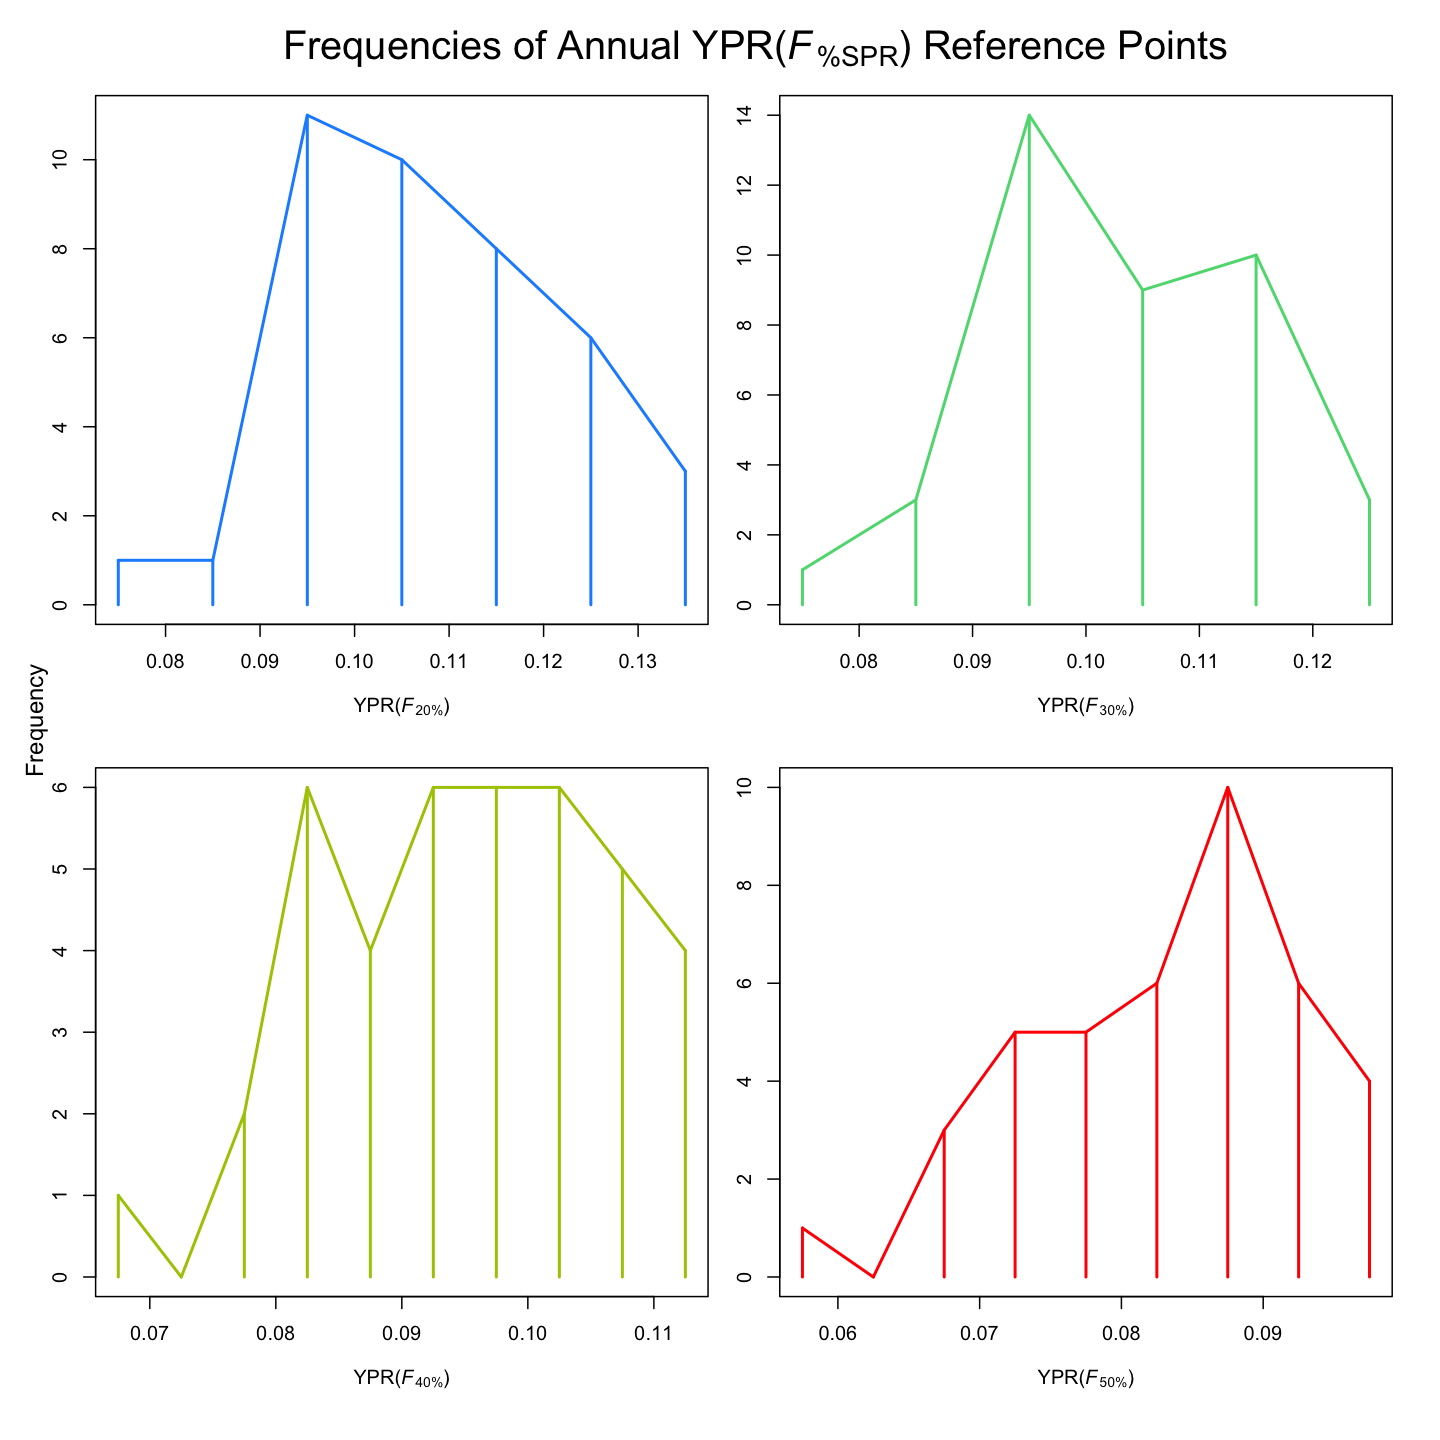 Frequencies of Annual YPR(F%SPR) Reference Points
Frequency
0 2 4 6 8 10
0.08 0.09 0.10 0.11 0.12 0.13
YPR(F20%)
0 2 4 6 8 10 12 14
0.08 0.09 0.10 0.11 0.12
YPR(F30%)
0 1 2 3 4 5 6
0.07 0.08 0.09 0.10 0.11
YPR(F40%)
0 2 4 6 8 10
0.06 0.07 0.08 0.09
YPR(F50%)